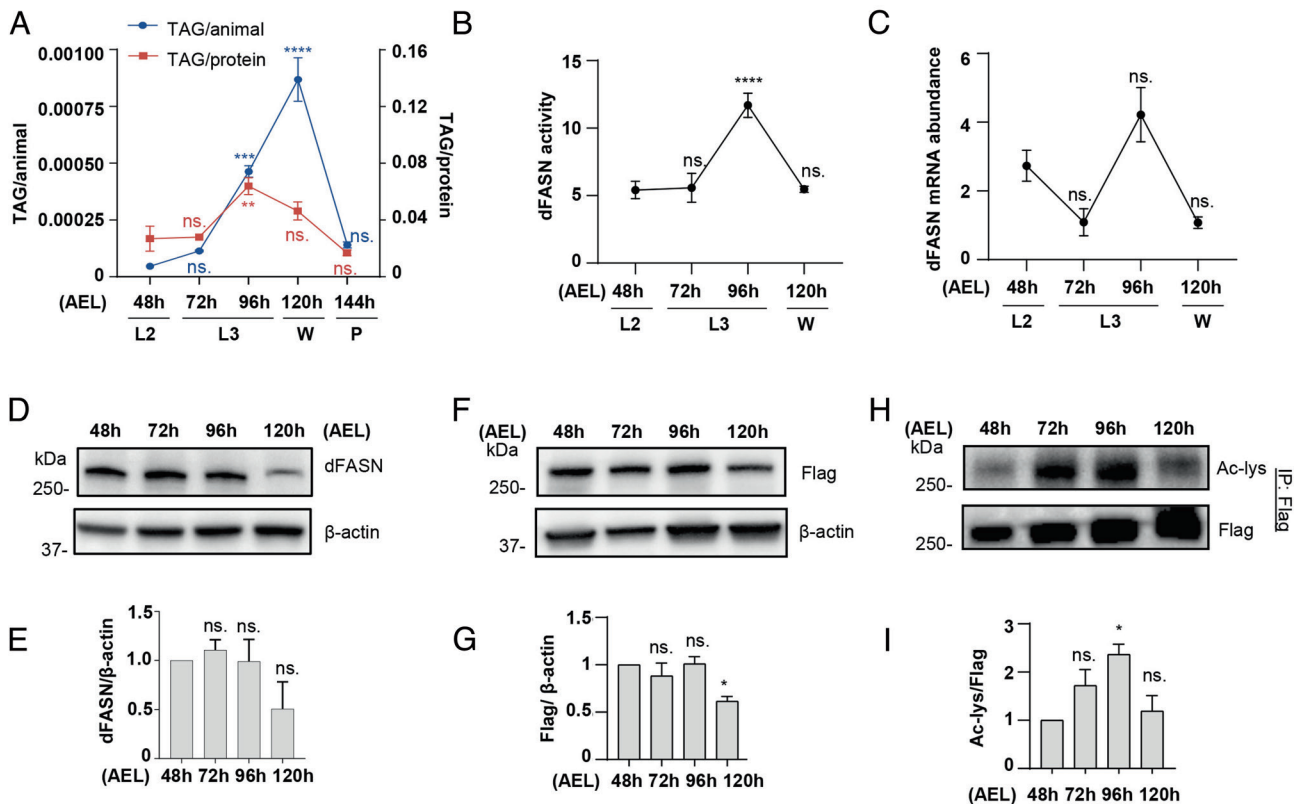 A
TAG/animal
TAG/protein
0.00100
0.00075
0.00050
0.00025
0
TAG/animal
0.16
0.12
0.08
0.04
0
TAG/protein
****
***
**
ns.
ns.
ns.
ns.
ns.
(AEL) 48h 72h 96h 120h 144h
L2 L3 W P
B
15
10
5
0
dFASN activity
****
ns.
ns.
(AEL) 48h 72h 96h 120h
L2 L3 W
C
6
4
2
0
dFASN mRNA abundance
ns.
ns.
ns.
(AEL) 48h 72h 96h 120h
L2 L3 W
D
48h 72h 96h 120h (AEL)
kDa
250-
dFASN
37-
β-actin
E
1.5
1.0
0.5
0
dFASN/β-actin
ns. ns. ns.
(AEL) 48h 72h 96h 120h
F
(AEL) 48h 72h 96h 120h
kDa
250-
Flag
37-
β-actin
G
1.5
1
0.5
0
Flag/ β-actin
ns. ns. *
(AEL) 48h 72h 96h 120h
H
(AEL) 48h 72h 96h 120h
kDa
250-
Ac-lys
250-
Flag
IP: Flag
I
3
2
1
0
Ac-lys/Flag
ns. * ns.
(AEL) 48h 72h 96h 120h